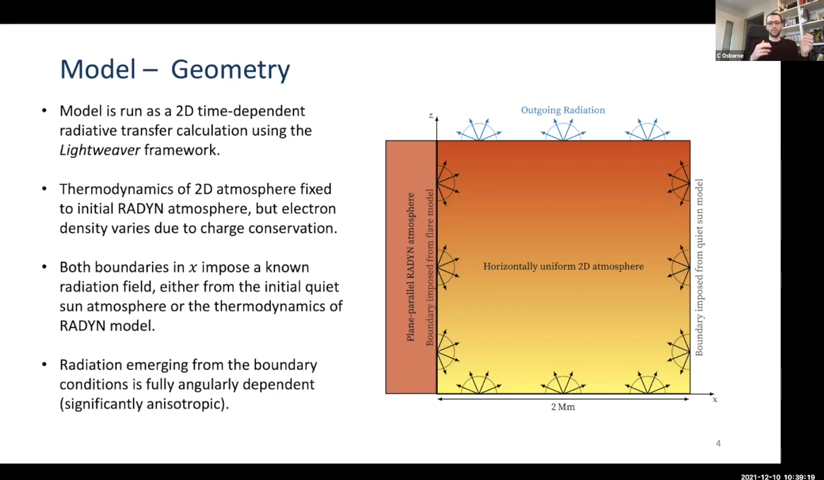 Model – Geometry
• Model is run as a 2D time-dependent
radiative transfer calculation using the
Lightweaver framework.
• Thermodynamics of 2D atmosphere fixed
to initial RADYN atmosphere, but electron
density varies due to charge conservation.
• Both boundaries in x impose a known
radiation field, either from the initial quiet
sun atmosphere or the thermodynamics of
RADYN model.
• Radiation emerging from the boundary
conditions is fully angularly dependent
(significantly anisotropic).
Outgoing Radiation
z
Plane-parallel RADYN atmosphere
Boundary imposed from flare model
Horizontally uniform 2D atmosphere
Boundary imposed from quiet sun model
x
2 Mm
4
C Osborne
2021-12-10 10:39:19